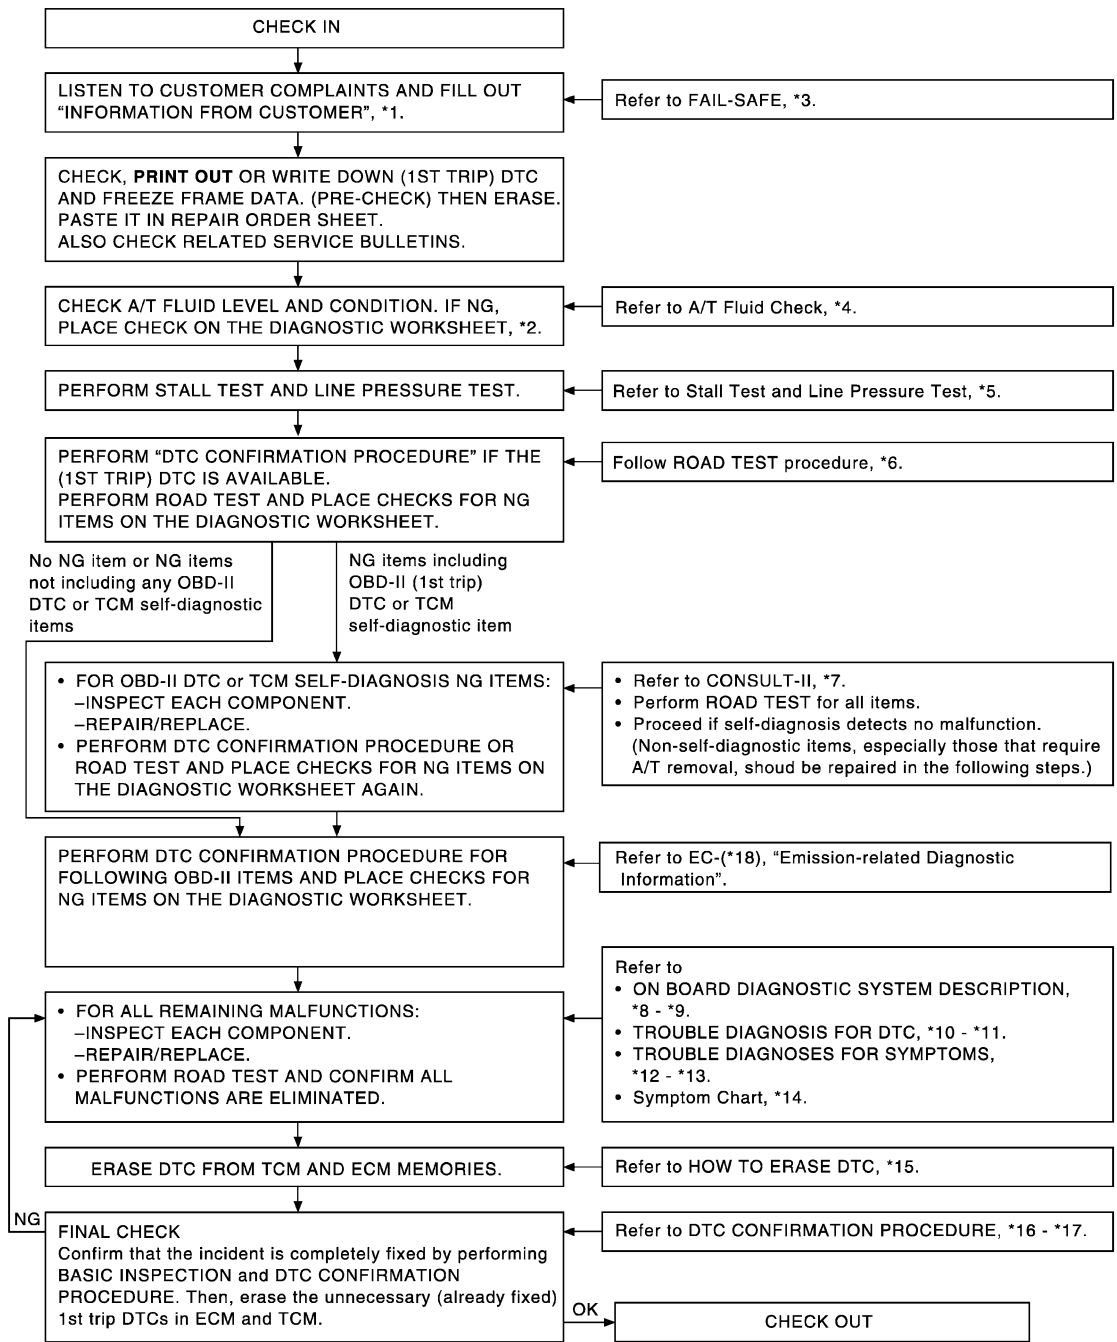 CHECK IN
LISTEN TO CUSTOMER COMPLAINTS AND FILL OUT
“INFORMATION FROM CUSTOMER”, *1.
Refer to FAIL-SAFE, *3.
CHECK, PRINT OUT OR WRITE DOWN (1ST TRIP) DTC
AND FREEZE FRAME DATA. (PRE-CHECK) THEN ERASE.
PASTE IT IN REPAIR ORDER SHEET.
ALSO CHECK RELATED SERVICE BULLETINS.
CHECK A/T FLUID LEVEL AND CONDITION. IF NG,
PLACE CHECK ON THE DIAGNOSTIC WORKSHEET, *2.
Refer to A/T Fluid Check, *4.
PERFORM STALL TEST AND LINE PRESSURE TEST.
Refer to Stall Test and Line Pressure Test, *5.
PERFORM “DTC CONFIRMATION PROCEDURE” IF THE
(1ST TRIP) DTC IS AVAILABLE.
PERFORM ROAD TEST AND PLACE CHECKS FOR NG
ITEMS ON THE DIAGNOSTIC WORKSHEET.
Follow ROAD TEST procedure, *6.
No NG item or NG items
not including any OBD-II
DTC or TCM self-diagnostic
items
NG items including
OBD-II (1st trip)
DTC or TCM
self-diagnostic item
• FOR OBD-II DTC or TCM SELF-DIAGNOSIS NG ITEMS:
–INSPECT EACH COMPONENT.
–REPAIR/REPLACE.
• PERFORM DTC CONFIRMATION PROCEDURE OR
ROAD TEST AND PLACE CHECKS FOR NG ITEMS ON
THE DIAGNOSTIC WORKSHEET AGAIN.
• Refer to CONSULT-II, *7.
• Perform ROAD TEST for all items.
• Proceed if self-diagnosis detects no malfunction.
(Non-self-diagnostic items, especially those that require
A/T removal, shoud be repaired in the following steps.)
PERFORM DTC CONFIRMATION PROCEDURE FOR
FOLLOWING OBD-II ITEMS AND PLACE CHECKS FOR
NG ITEMS ON THE DIAGNOSTIC WORKSHEET.
Refer to EC-(*18), “Emission-related Diagnostic
Information”.
• FOR ALL REMAINING MALFUNCTIONS:
–INSPECT EACH COMPONENT.
–REPAIR/REPLACE.
• PERFORM ROAD TEST AND CONFIRM ALL
MALFUNCTIONS ARE ELIMINATED.
Refer to
• ON BOARD DIAGNOSTIC SYSTEM DESCRIPTION,
*8 - *9.
• TROUBLE DIAGNOSIS FOR DTC, *10 - *11.
• TROUBLE DIAGNOSES FOR SYMPTOMS,
*12 - *13.
• Symptom Chart, *14.
ERASE DTC FROM TCM AND ECM MEMORIES.
Refer to HOW TO ERASE DTC, *15.
NG
FINAL CHECK
Confirm that the incident is completely fixed by performing
BASIC INSPECTION and DTC CONFIRMATION
PROCEDURE. Then, erase the unnecessary (already fixed)
1st trip DTCs in ECM and TCM.
Refer to DTC CONFIRMATION PROCEDURE, *16 - *17.
OK
CHECK OUT